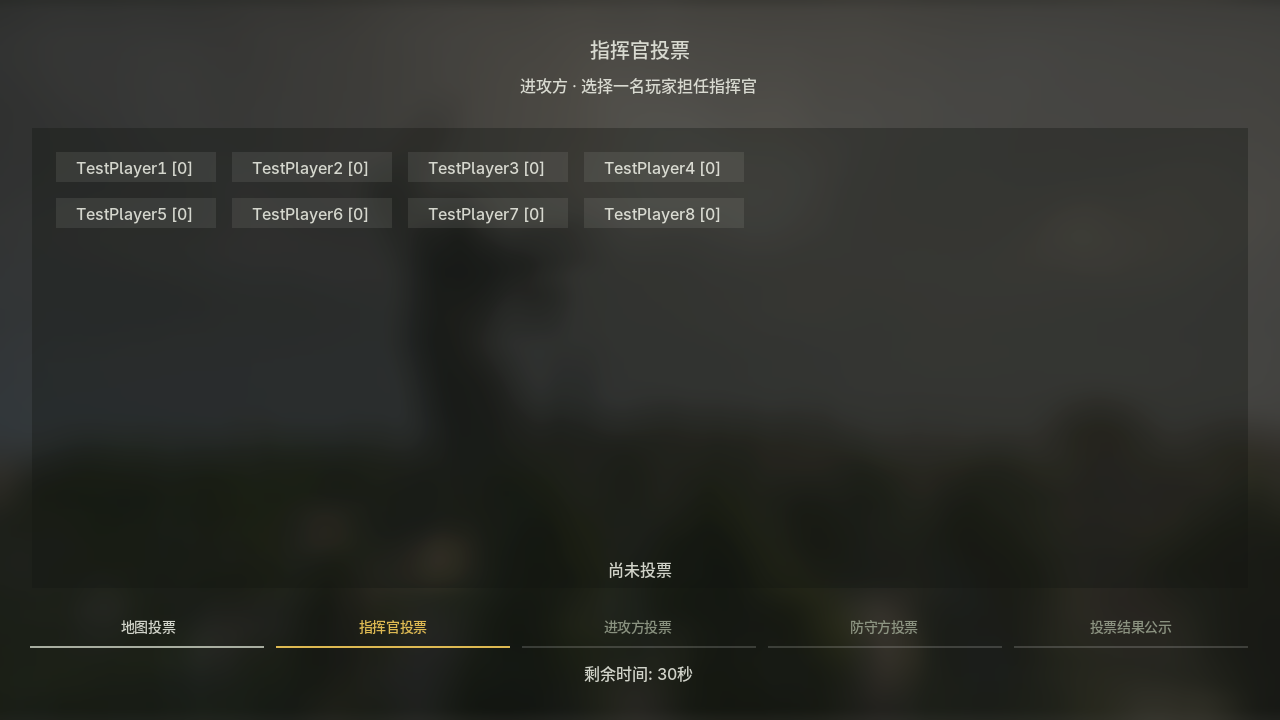 指挥官投票
进攻方 · 选择一名玩家担任指挥官
TestPlayer1 [0] TestPlayer2 [0] TestPlayer3 [0] TestPlayer4 [0]
TestPlayer5 [0] TestPlayer6 [0] TestPlayer7 [0] TestPlayer8 [0]
尚未投票
地图投票 指挥官投票 进攻方投票 防守方投票 投票结果公示
剩余时间: 30秒